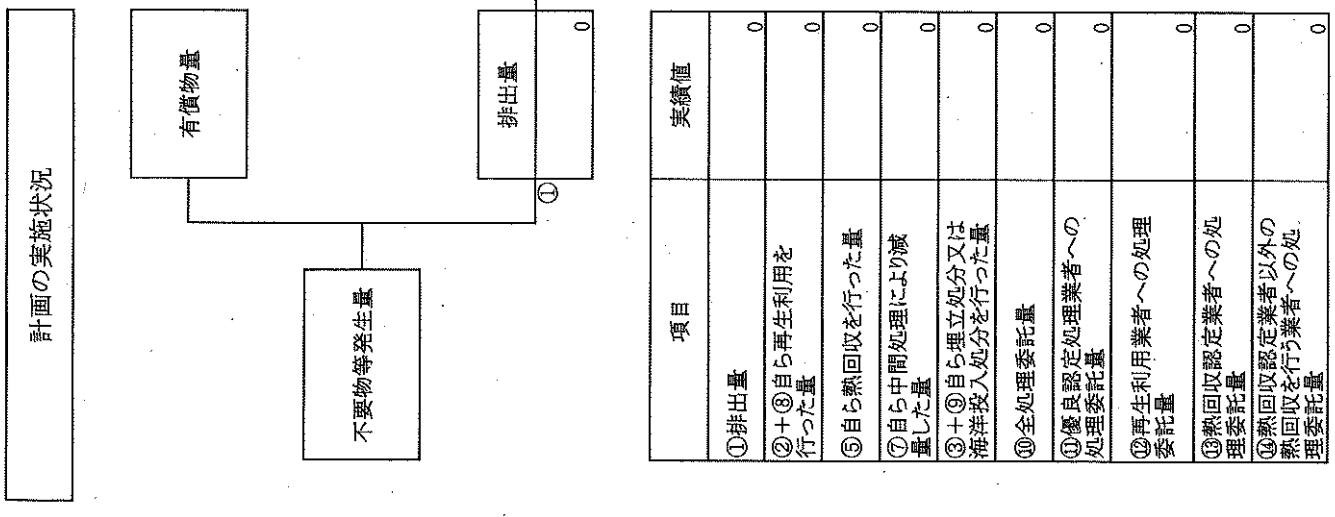 計画の実施状況
有償物量
不要物等発生量
①
排出量
0
項目
実績値
①排出量
0
②+⑧自ら再生利用を
行った量
0
⑤自ら熱回収を行った量
0
⑦自ら中間処理により減
量した量
0
③+⑨自ら埋立処分又は
海洋投入処分を行った量
0
⑩全処理委託量
0
⑪優良認定処理業者への
処理委託量
0
⑫再生利用業者への処理
委託量
0
⑬熱回収認定業者への処
理委託量
0
⑭熱回収認定業者以外の
熱回収を行う業者への処
理委託量
0